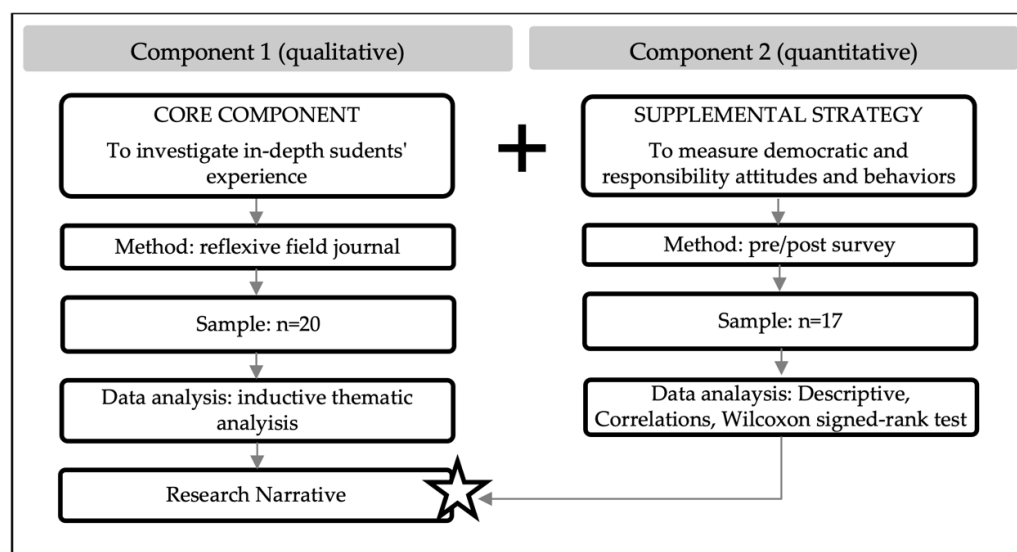 Component 1 (qualitative)
CORE COMPONENT
To investigate in-depth sudents'
experience
Method: reflexive field journal
Sample: n=20
Data analysis: inductive thematic
analyisis
Research Narrative
+
Component 2 (quantitative)
SUPPLEMENTAL STRATEGY
To measure democratic and
responsibility attitudes and behaviors
Method: pre/post survey
Sample: n=17
Data analaysis: Descriptive,
Correlations, Wilcoxon signed-rank test